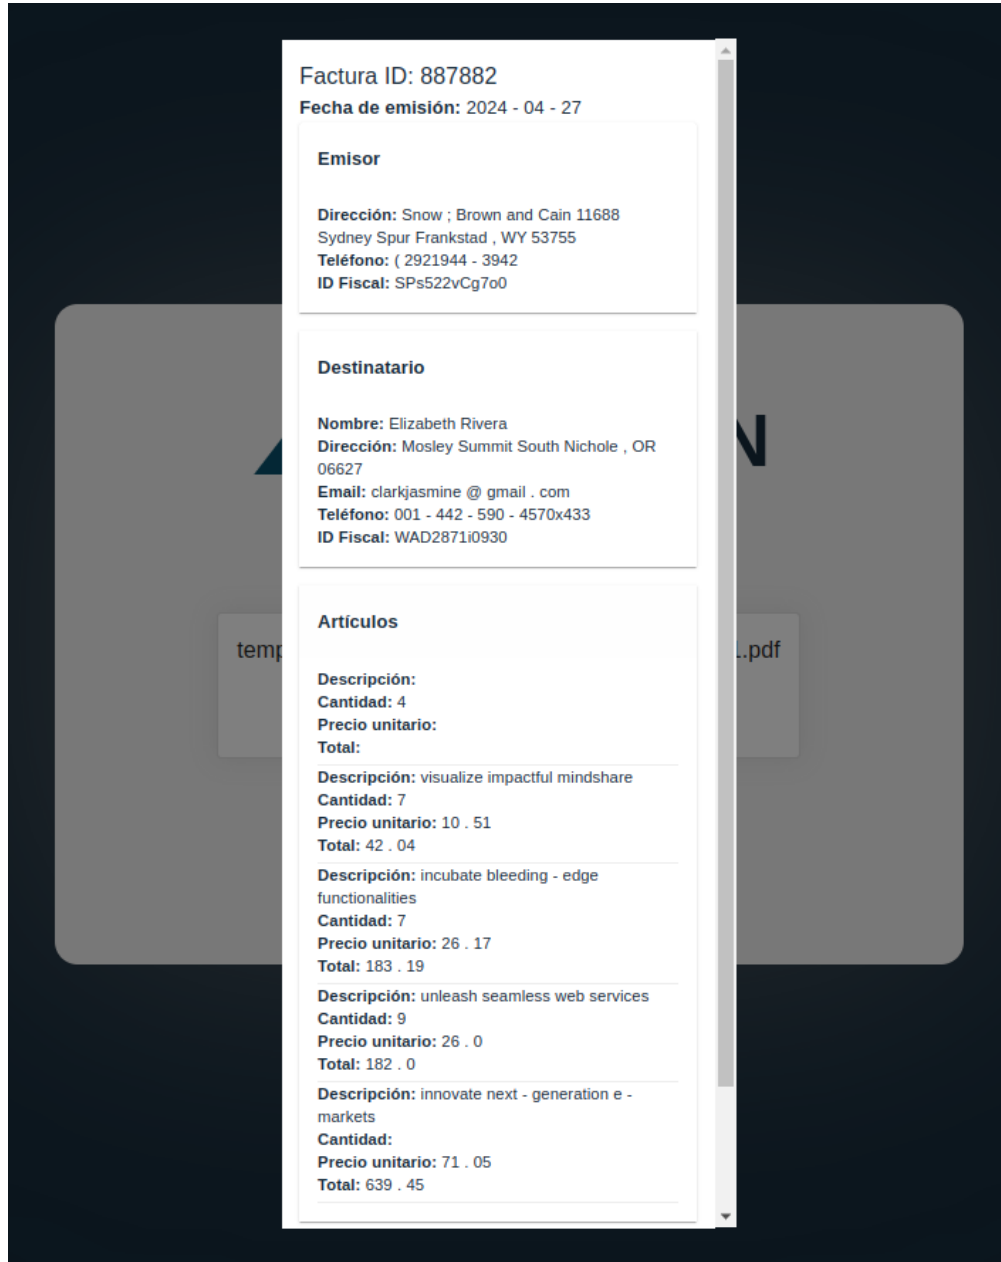 Factura ID: 887882
Fecha de emisión: 2024 - 04 - 27
Emisor
Dirección: Snow ; Brown and Cain 11688
Sydney Spur Frankstad , WY 53755
Teléfono: ( 2921944 - 3942
ID Fiscal: SPs522vCg7o0
Destinatario
Nombre: Elizabeth Rivera
Dirección: Mosley Summit South Nichole , OR
06627
Email: clarkjasmine @ gmail . com
Teléfono: 001 - 442 - 590 - 4570x433
ID Fiscal: WAD2871i0930
N
Artículos
temp
.pdf
Descripción:
Cantidad: 4
Precio unitario:
Total:
Descripción: visualize impactful mindshare
Cantidad: 7
Precio unitario: 10 . 51
Total: 42 . 04
Descripción: incubate bleeding - edge
functionalities
Cantidad: 7
Precio unitario: 26 . 17
Total: 183 . 19
Descripción: unleash seamless web services
Cantidad: 9
Precio unitario: 26 . 0
Total: 182 . 0
Descripción: innovate next - generation e -
markets
Cantidad:
Precio unitario: 71 . 05
Total: 639 . 45